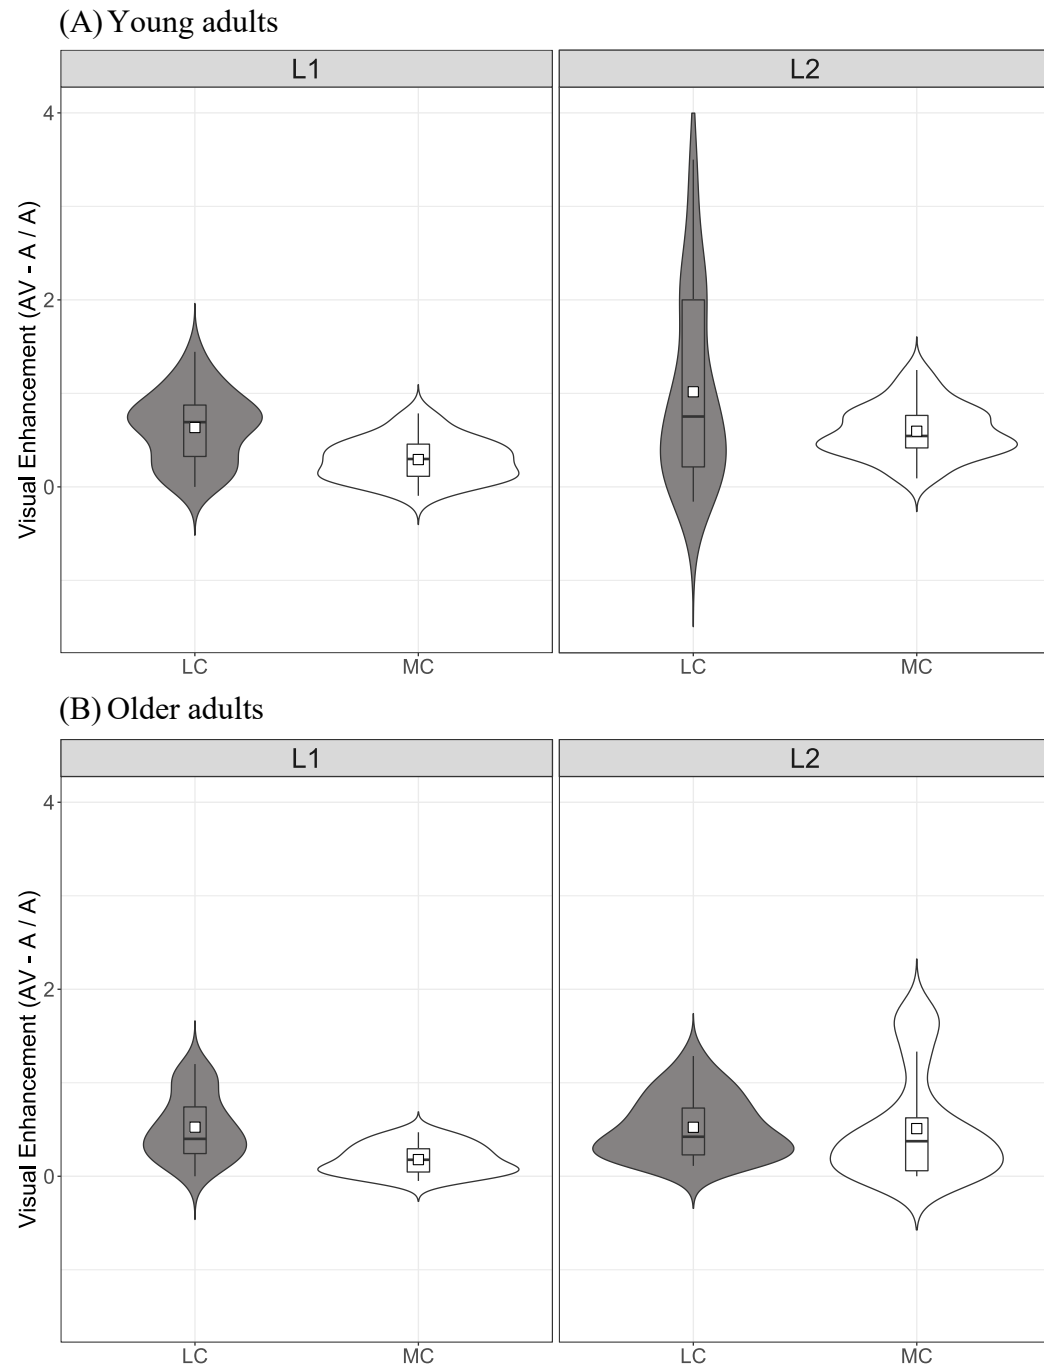 (A) Young adults
L1
L2
Visual Enhancement (AV - A / A)
4
2
0
LC
MC
LC
MC
(B) Older adults
L1
L2
Visual Enhancement (AV - A / A)
4
2
0
LC
MC
LC
MC